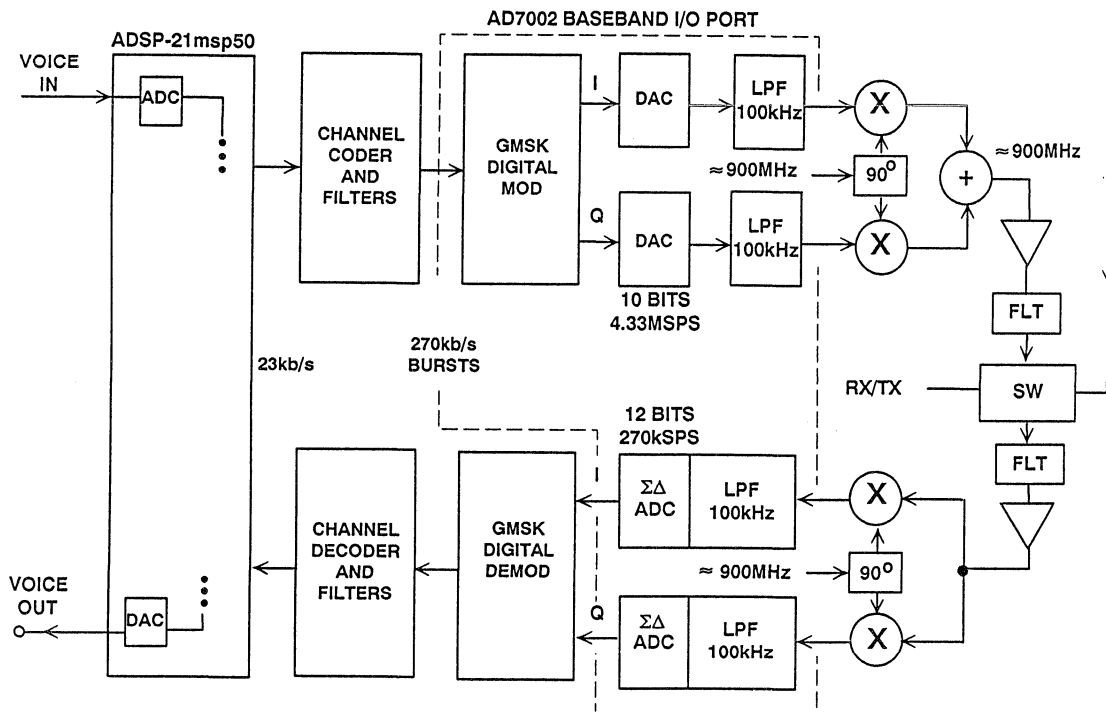 AD7002 BASEBAND I/O PORT
ADSP-21msp50
VOICE
IN
ADC
CHANNEL
CODER
AND
FILTERS
GMSK
DIGITAL
MOD
I
DAC
LPF
100kHz
X
≈900MHz
90°
+
≈900MHz
Q
DAC
LPF
100kHz
X
10 BITS
4.33MSPS
FLT
23kb/s
270kb/s
BURSTS
RX/TX
SW
12 BITS
270kSPS
FLT
CHANNEL
DECODER
AND
FILTERS
GMSK
DIGITAL
DEMOD
I
ΣΔ
ADC
LPF
100kHz
X
≈ 900MHz
90°
VOICE
OUT
DAC
Q
ΣΔ
ADC
LPF
100kHz
X